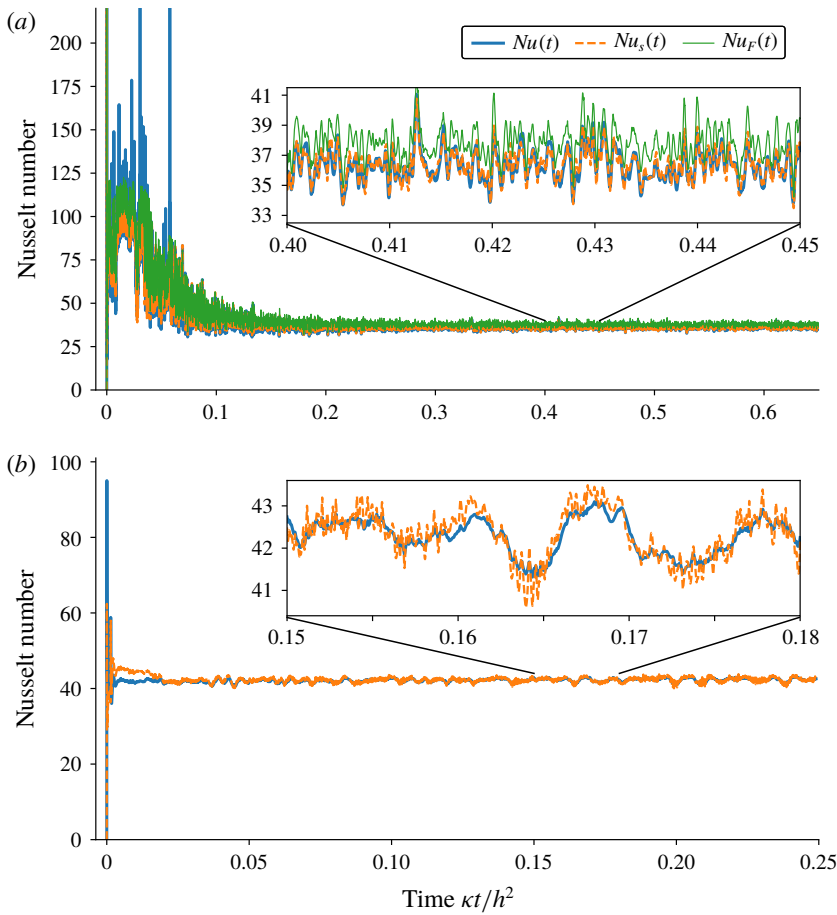 (a)
Nu(t) Nu_s(t) Nu_F(t)
Nusselt number
220
175
150
125
100
75
50
25
0
41
39
37
35
33
0.40 0.41 0.42 0.43 0.44 0.45
0 0.1 0.2 0.3 0.4 0.5 0.6
(b)
Nusselt number
100
80
60
40
20
0
43
42
41
0.15 0.16 0.17 0.18
0 0.05 0.10 0.15 0.20 0.25
Time κt/h²